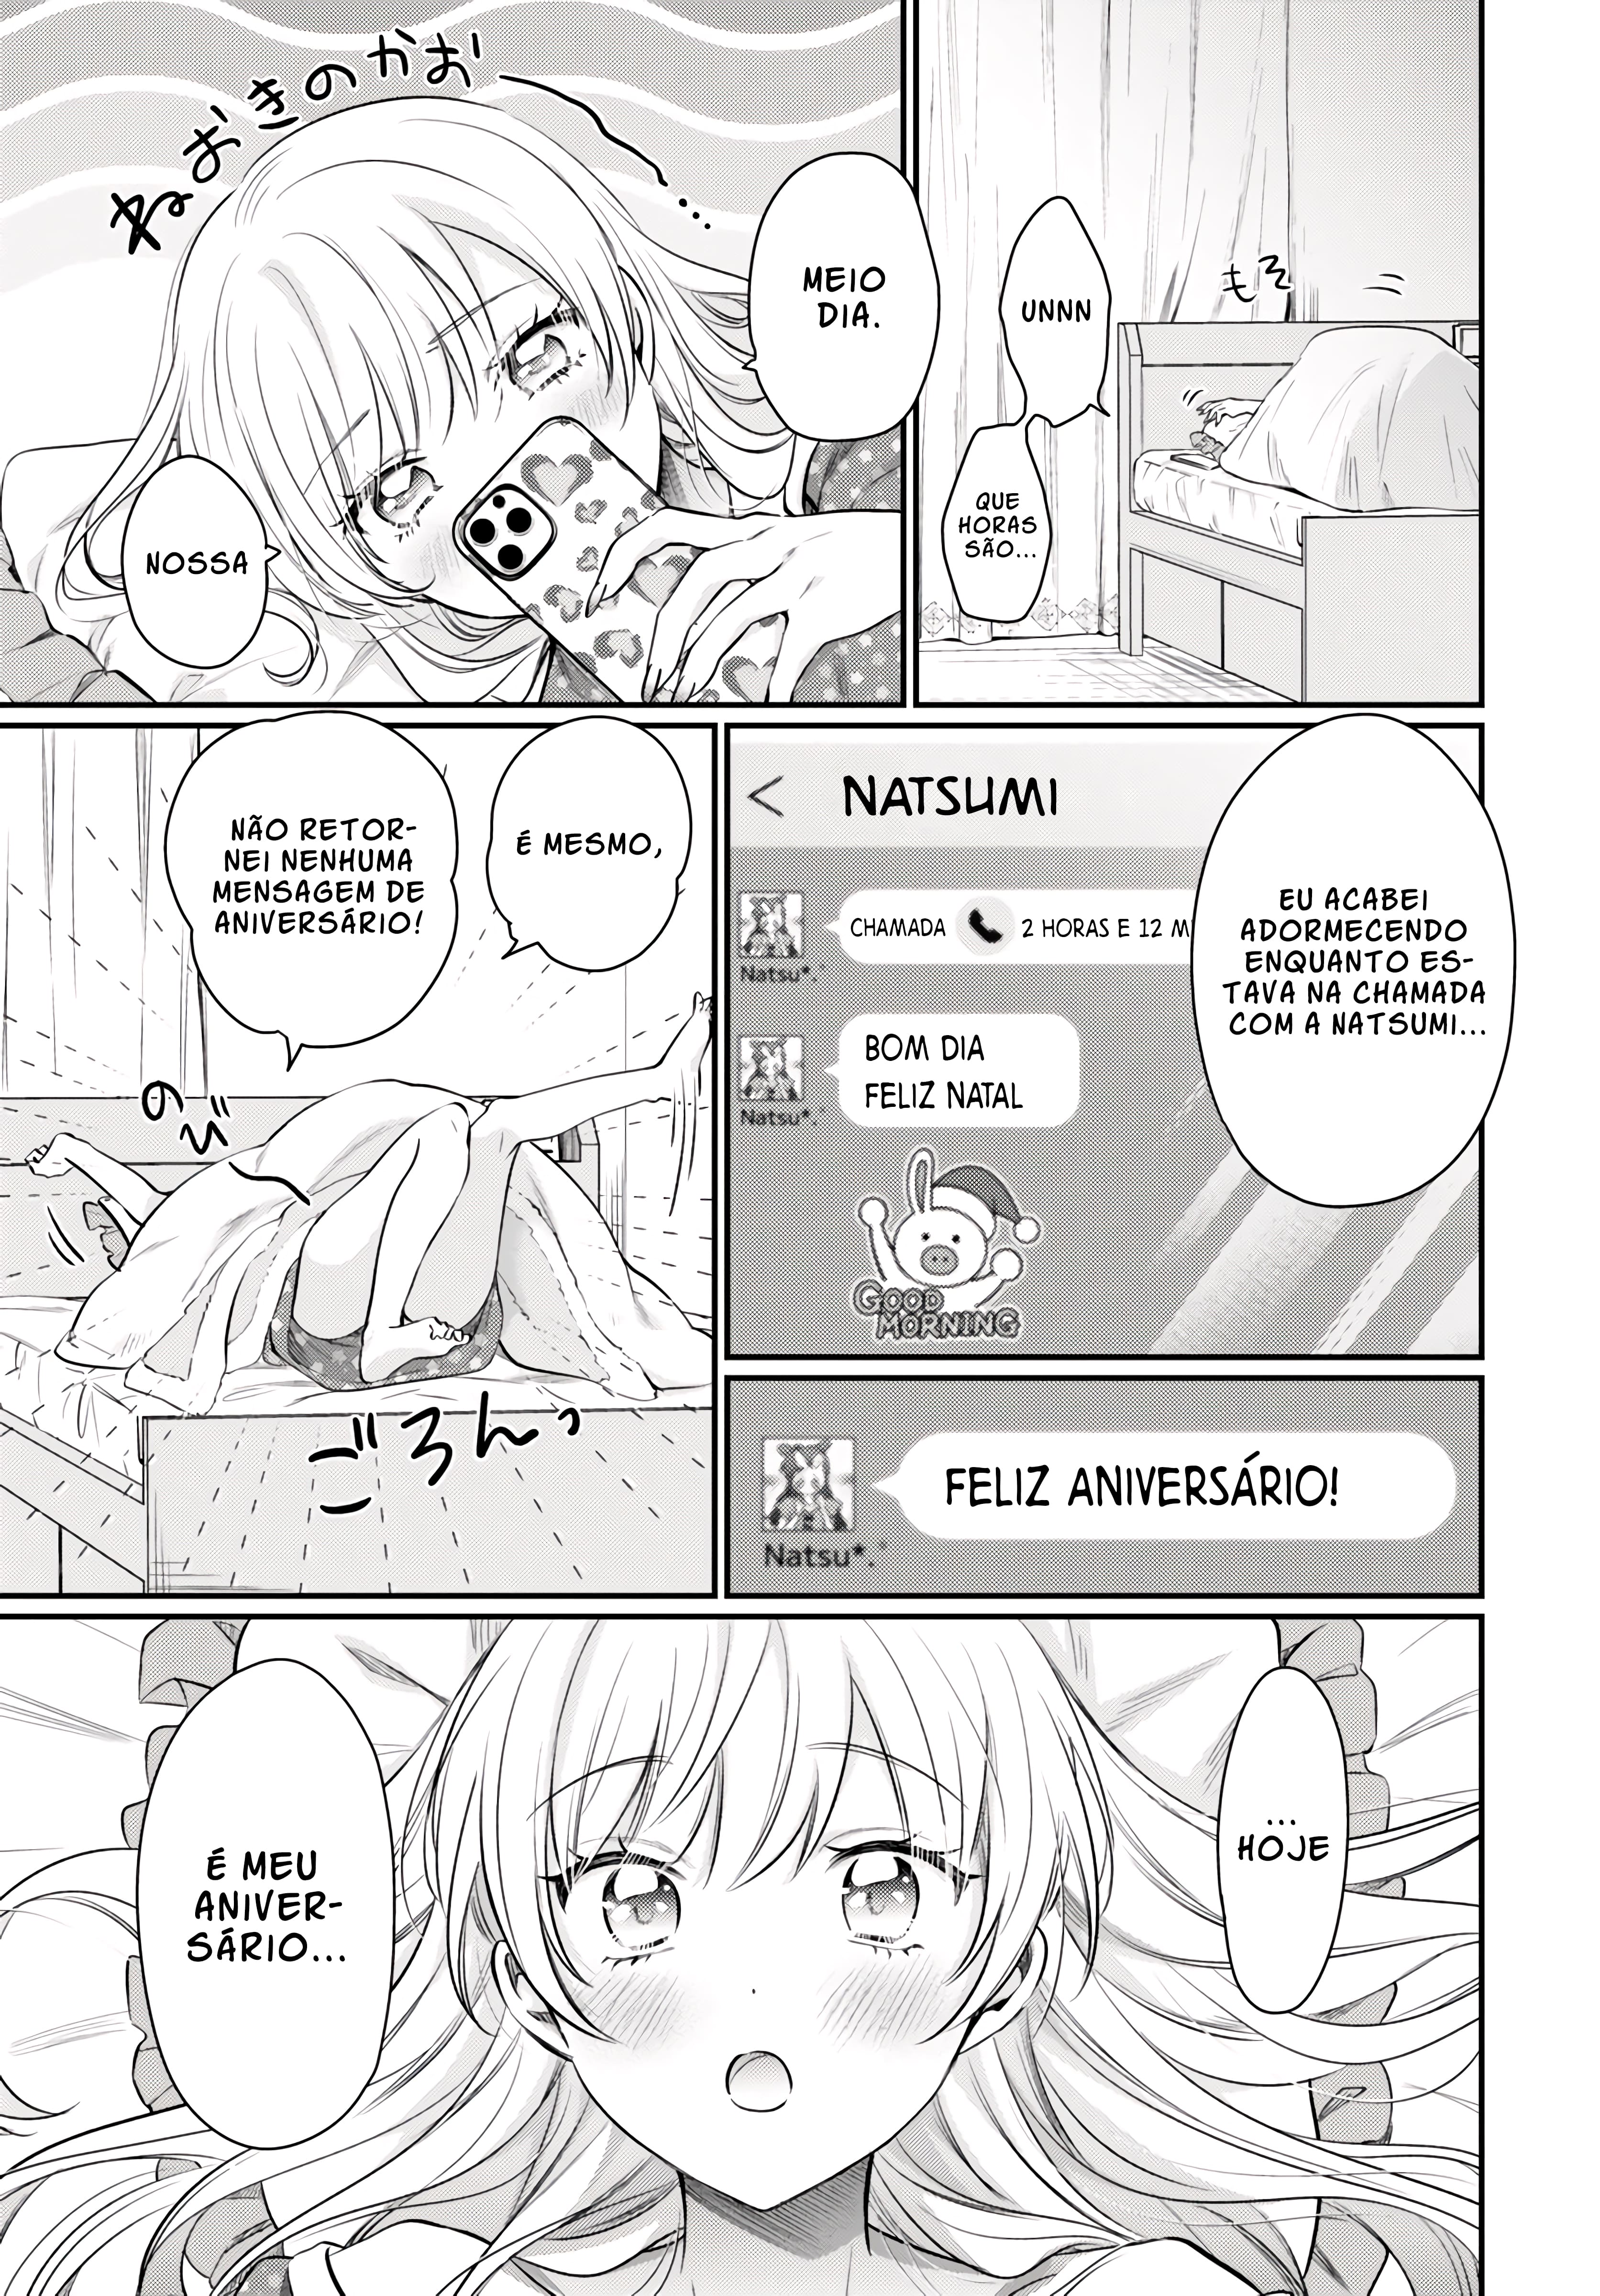 UNNN
もそ
QUE
HORAS
SÃO...
MEIO
DIA.
ねおきのかお
...
NOSSA
EU ACABEI
ADORMECENDO
ENQUANTO ES-
TAVA NA CHAMADA
COM A NATSUMI...
< NATSUMI
CHAMADA 2 HORAS E 12 M
Natsu*.°
BOM DIA
FELIZ NATAL
Natsu*.°
GOOD
MORNING
FELIZ ANIVERSÁRIO!
Natsu*.°
É MESMO,
NÃO RETOR-
NEI NENHUMA
MENSAGEM DE
ANIVERSÁRIO!
のび
ごろんっ
...
HOJE
É MEU
ANIVER-
SÁRIO...